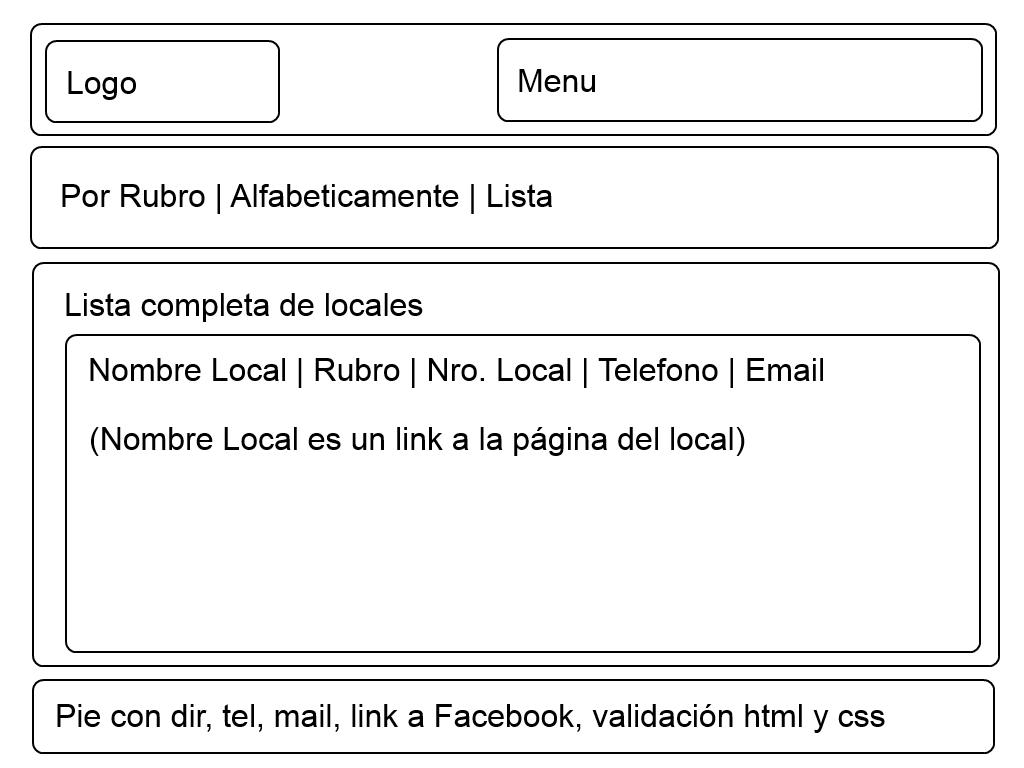 Logo
Menu
Por Rubro | Alfabeticamente | Lista
Lista completa de locales
Nombre Local | Rubro | Nro. Local | Telefono | Email
(Nombre Local es un link a la página del local)
Pie con dir, tel, mail, link a Facebook, validación html y css